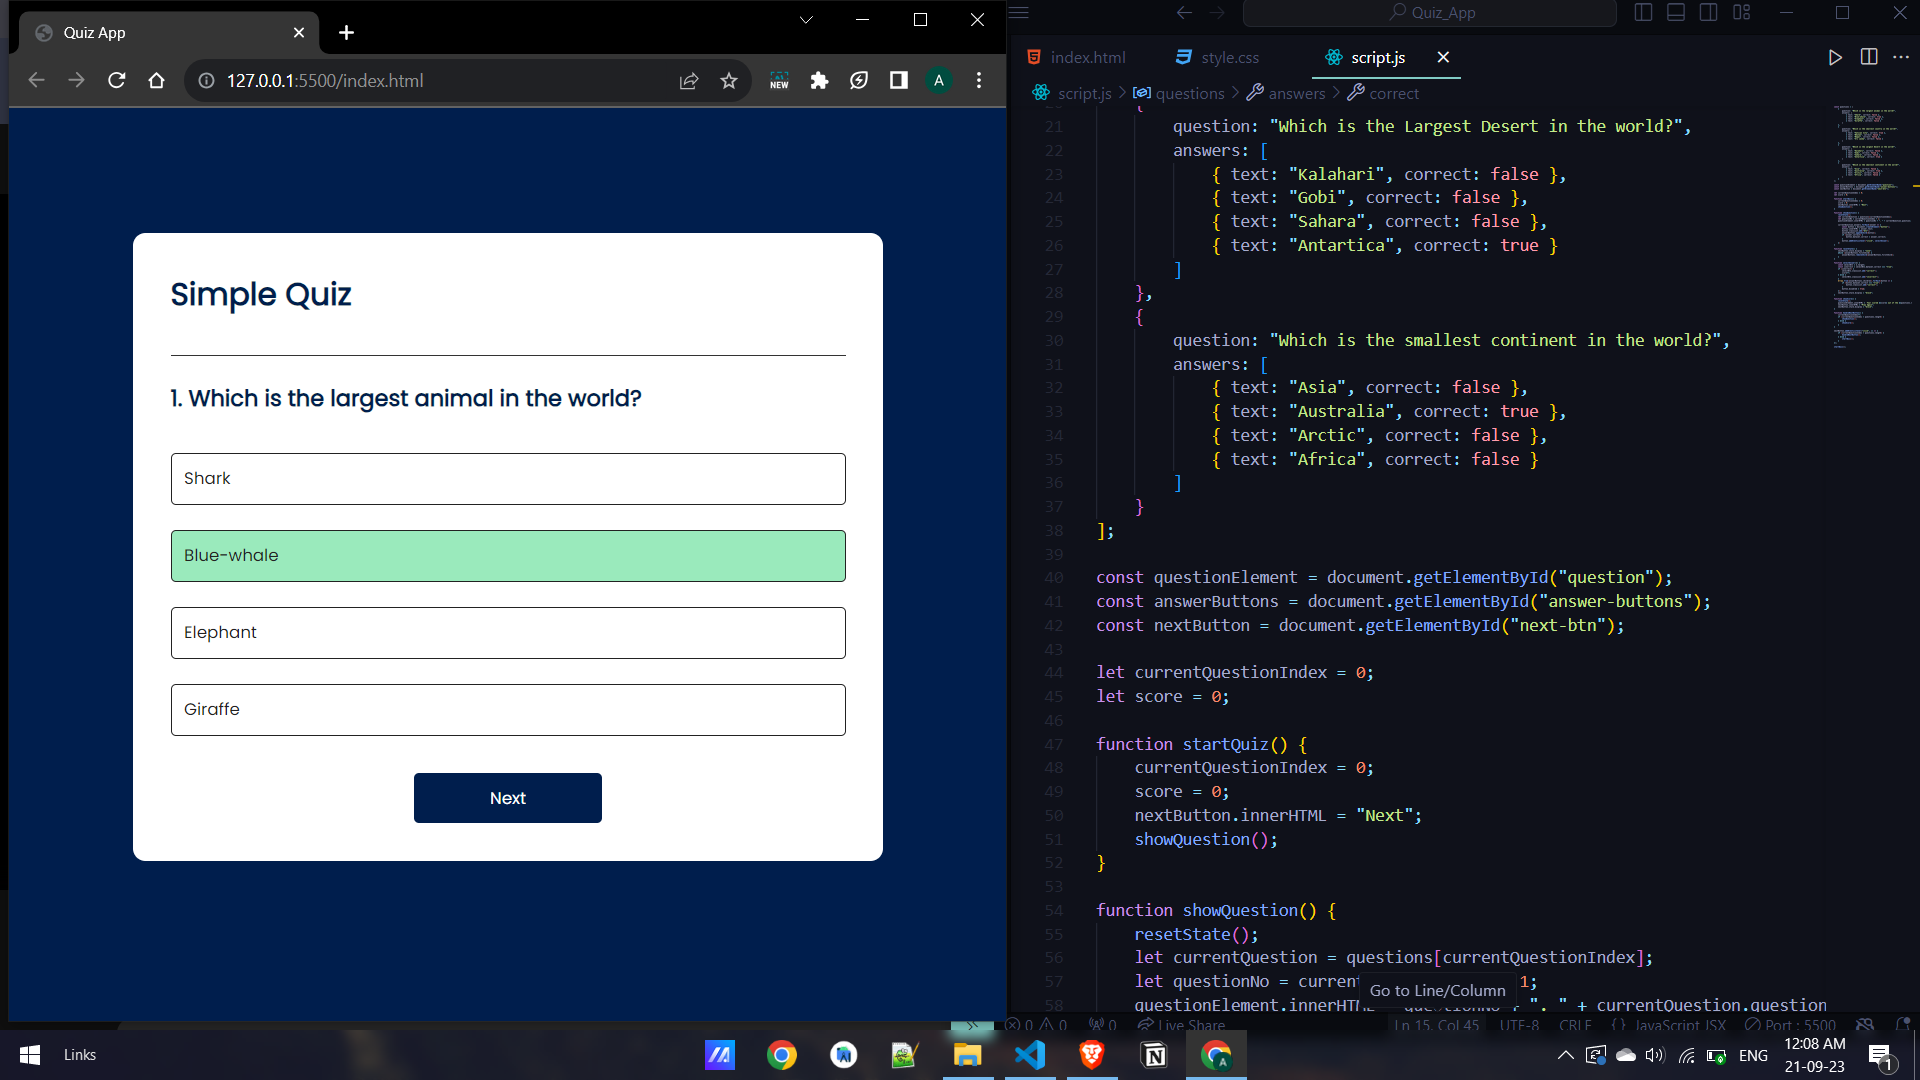 Quiz App
127.0.0.1:5500/index.html
NEW
A
Simple Quiz
1. Which is the largest animal in the world?
Shark
Blue-whale
Elephant
Giraffe
Next
Quiz_App
index.html
style.css
script.js
script.js > questions > answers > correct
21 question: "Which is the Largest Desert in the world?",
22 answers: [
23 { text: "Kalahari", correct: false },
24 { text: "Gobi", correct: false },
25 { text: "Sahara", correct: false },
26 { text: "Antartica", correct: true }
27 ]
28 },
29 {
30 question: "Which is the smallest continent in the world?",
31 answers: [
32 { text: "Asia", correct: false },
33 { text: "Australia", correct: true },
34 { text: "Arctic", correct: false },
35 { text: "Africa", correct: false }
36 ]
37 }
38 ];
39
40 const questionElement = document.getElementById("question");
41 const answerButtons = document.getElementById("answer-buttons");
42 const nextButton = document.getElementById("next-btn");
43
44 let currentQuestionIndex = 0;
45 let score = 0;
46
47 function startQuiz() {
48 currentQuestionIndex = 0;
49 score = 0;
50 nextButton.innerHTML = "Next";
51 showQuestion();
52 }
53
54 function showQuestion() {
55 resetState();
56 let currentQuestion = questions[currentQuestionIndex];
57 let questionNo = current 1;
58 questionElement.innerHTML questionNo + ". " + currentQuestion.question
Go to Line/Column
0 0 0 Live Share Ln 15, Col 45 UTF-8 CRLF {} JavaScript JSX Port : 5500
Links
ENG
12:08 AM
21-09-23
1